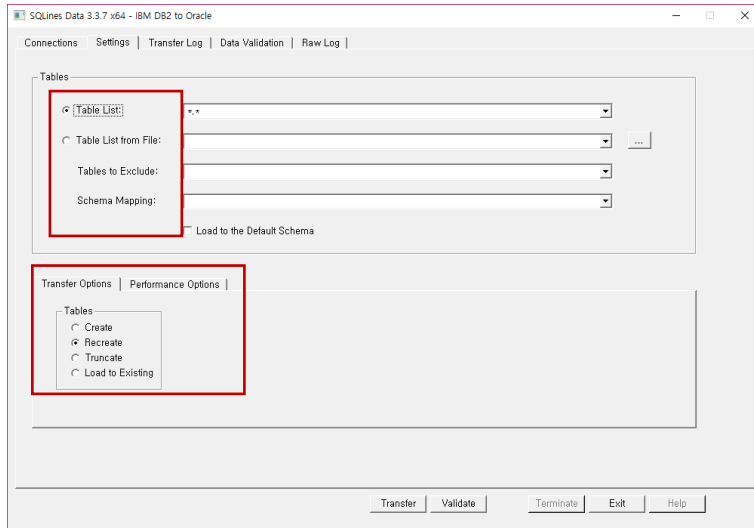 SQLines Data 3.3.7 x64 - IBM DB2 to Oracle
Connections | Settings | Transfer Log | Data Validation | Raw Log |
Tables
Table List: *.*
Table List from File: ...
Tables to Exclude:
Schema Mapping:
Load to the Default Schema
Transfer Options | Performance Options |
Tables
Create
Recreate
Truncate
Load to Existing
Transfer Validate Terminate Exit Help